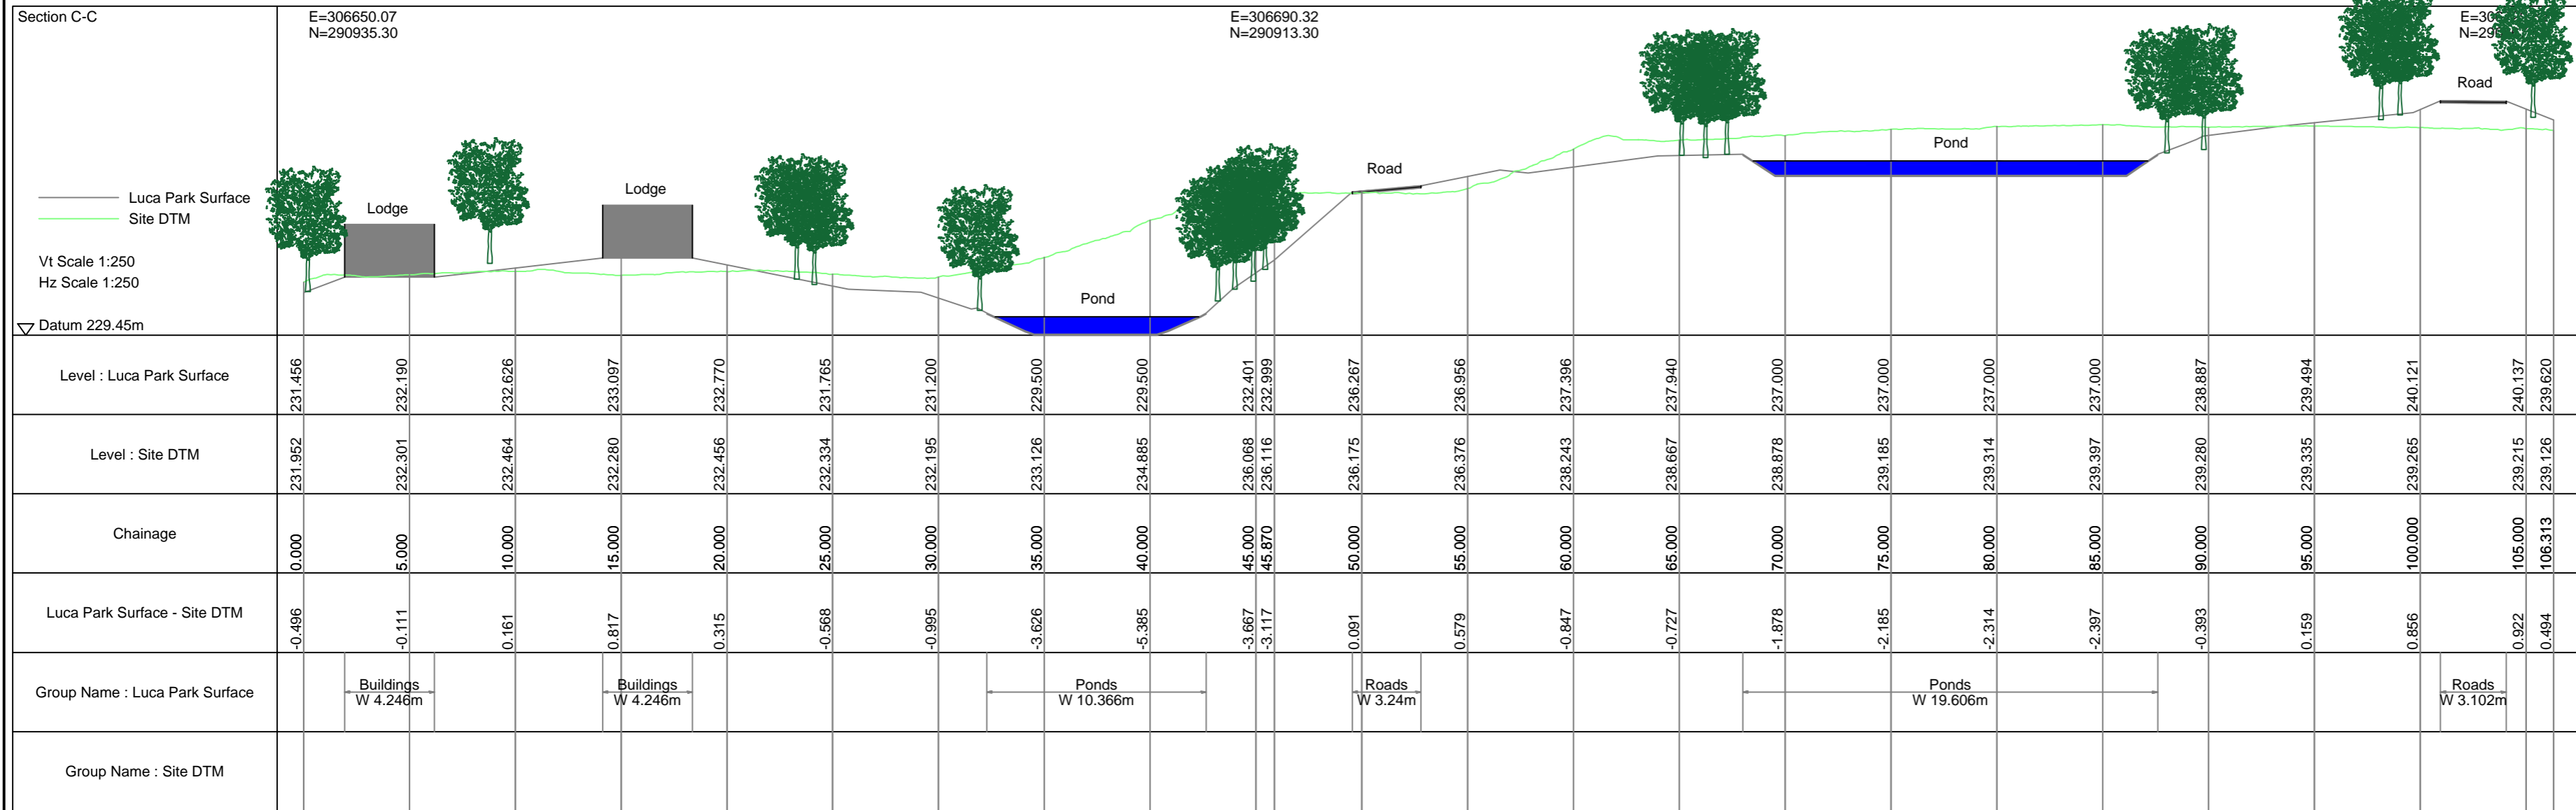 Section C-C
E=306650.07
N=290935.30
E=306690.32
N=290913.30
Road
Pond
Road
Lodge
Lodge
Luca Park Surface
Site DTM
Vt Scale 1:250
Hz Scale 1:250
Pond
Datum 229.45m
Level : Luca Park Surface
231.456 232.190 232.626 233.097 232.770 231.765 231.200 229.500 229.500 232.401 232.999 236.267 236.956 237.396 237.940 237.000 237.000 237.000 237.000 238.887 239.494 240.121 240.137 239.620
Level : Site DTM
231.952 232.301 232.464 232.280 232.456 232.334 232.195 233.126 234.885 236.068 236.116 236.175 236.376 238.243 238.667 238.878 239.185 239.314 239.397 239.280 239.335 239.265 239.215 239.126
Chainage
0.000 5.000 10.000 15.000 20.000 25.000 30.000 35.000 40.000 45.000 45.870 50.000 55.000 60.000 65.000 70.000 75.000 80.000 85.000 90.000 95.000 100.000 105.000 106.313
Luca Park Surface - Site DTM
-0.496 -0.111 0.161 0.817 0.315 -0.568 -0.995 -3.626 -5.385 -3.667 -3.117 0.091 0.579 -0.847 -0.727 -1.878 -2.185 -2.314 -2.397 -0.393 0.159 0.856 0.922 0.494
Group Name : Luca Park Surface
Buildings
W 4.246m
Buildings
W 4.246m
Ponds
W 10.366m
Roads
W 3.24m
Ponds
W 19.606m
Roads
W 3.102m
Group Name : Site DTM